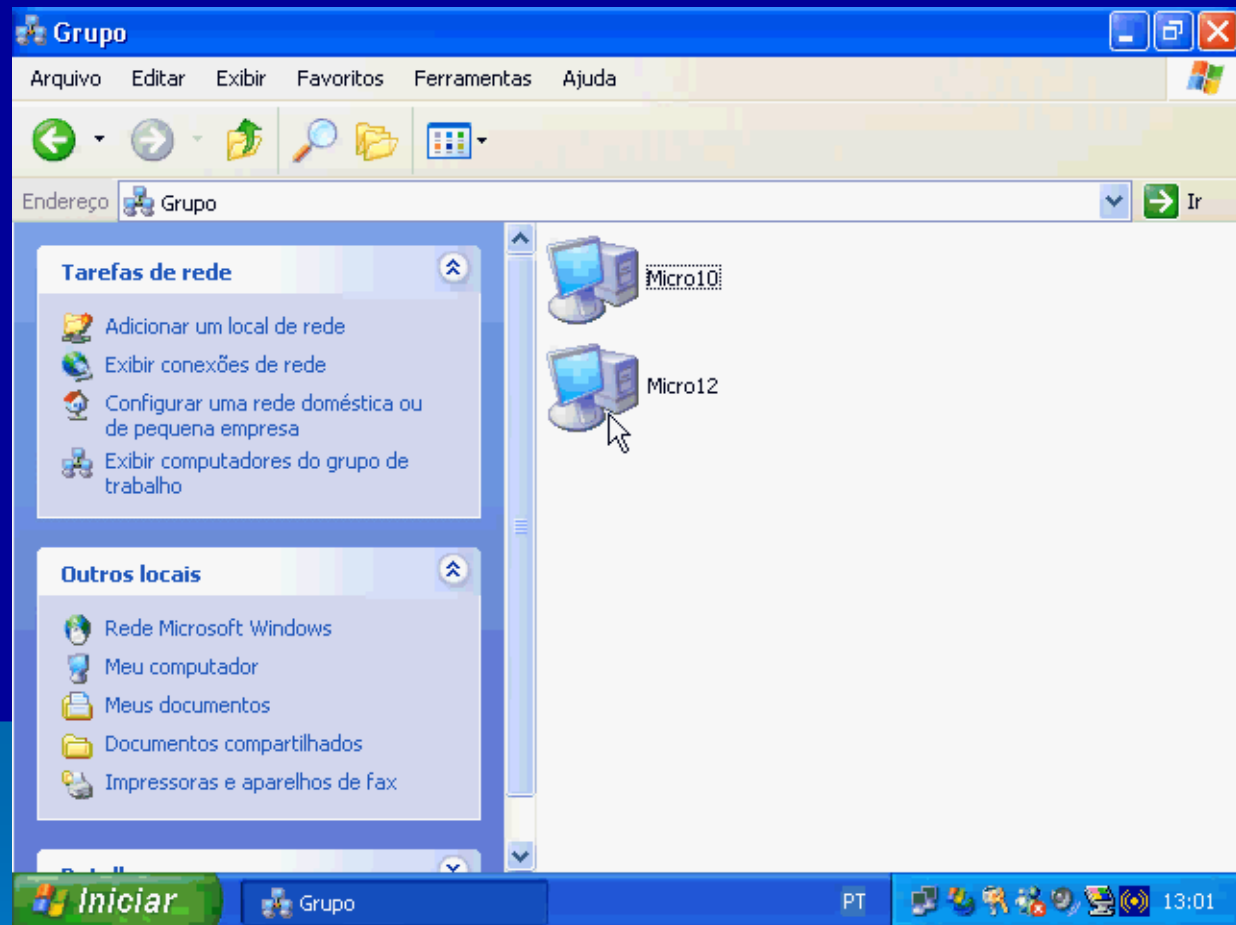 Grupo
Arquivo Editar Exibir Favoritos Ferramentas Ajuda
Endereço Grupo Ir
Tarefas de rede
Adicionar um local de rede
Exibir conexões de rede
Configurar uma rede doméstica ou
de pequena empresa
Exibir computadores do grupo de
trabalho
Outros locais
Rede Microsoft Windows
Meu computador
Meus documentos
Documentos compartilhados
Impressoras e aparelhos de fax
Micro10
Micro12
Iniciar Grupo PT 13:01